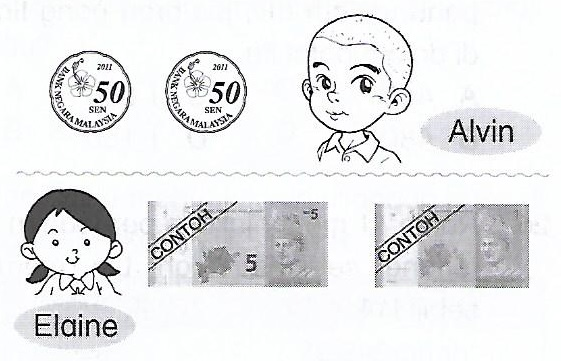 2011
BANK NEGARA MALAYSIA
50
SEN
2011
BANK NEGARA MALAYSIA
50
SEN
Alvin
CONTOH
5
5
CONTOH
Elaine